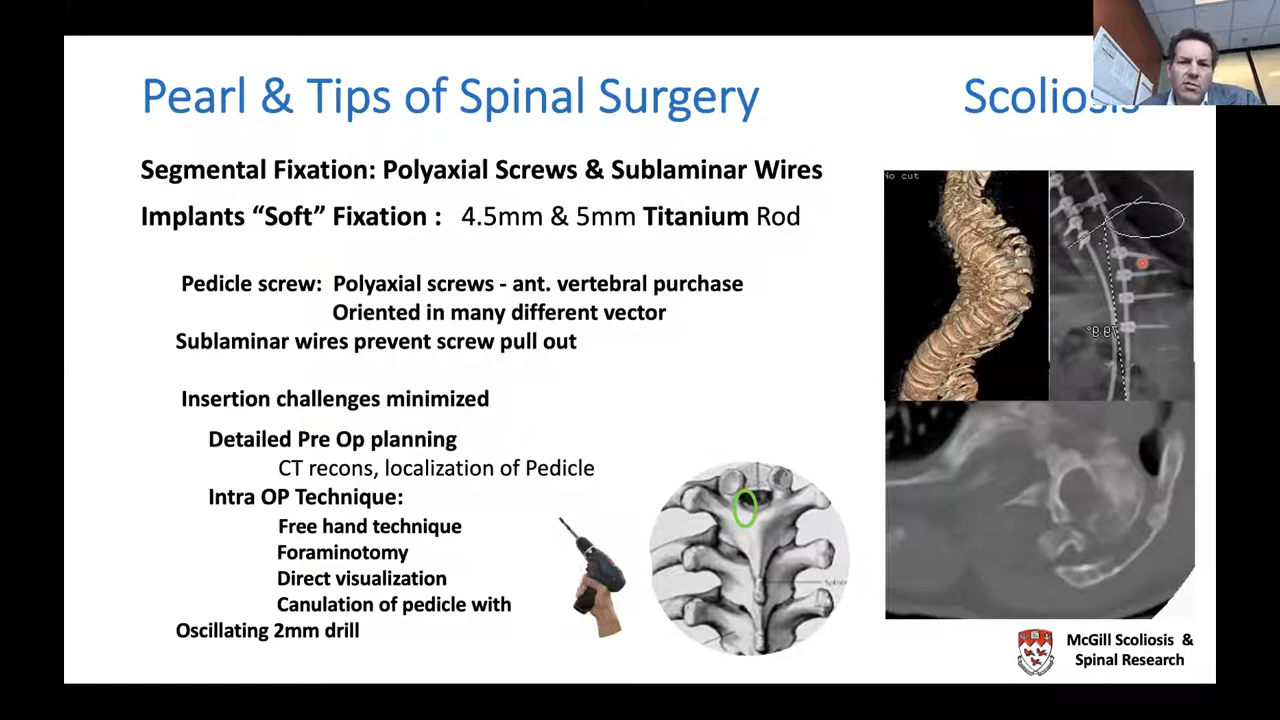 Pearl & Tips of Spinal Surgery
Scoliosis
Segmental Fixation: Polyaxial Screws & Sublaminar Wires
Implants “Soft” Fixation : 4.5mm & 5mm Titanium Rod
Pedicle screw: Polyaxial screws - ant. vertebral purchase
Oriented in many different vector
Sublaminar wires prevent screw pull out
Insertion challenges minimized
Detailed Pre Op planning
CT recons, localization of Pedicle
Intra OP Technique:
Free hand technique
Foraminotomy
Direct visualization
Canulation of pedicle with
Oscillating 2mm drill
No cut
McGill Scoliosis &
Spinal Research